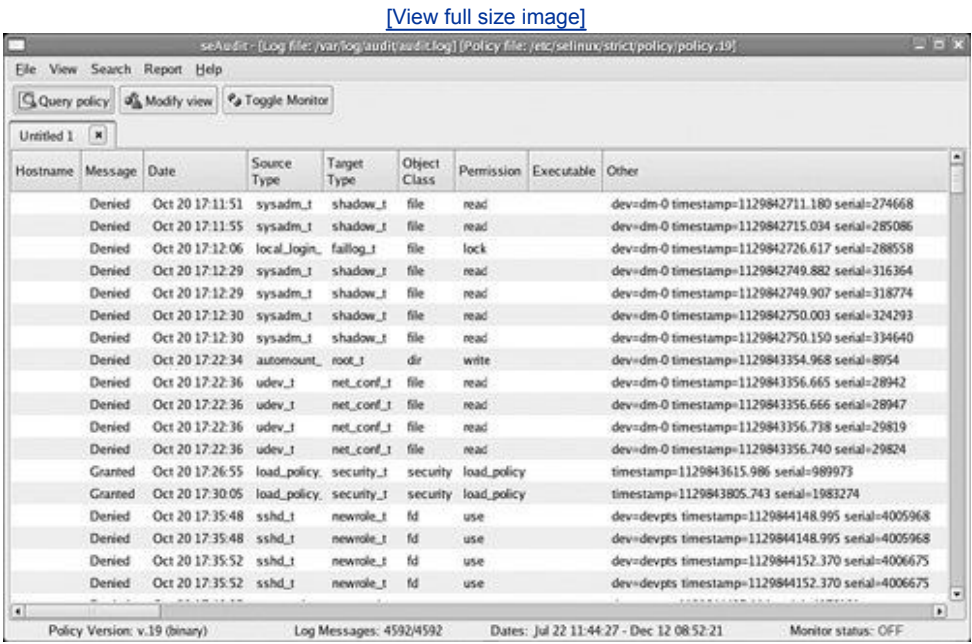 [View full size image]
seAudit - [Log file: /var/log/audit/audit.log] [Policy file: /etc/selinux/strict/policy/policy.19]
File View Search Report Help
Query policy Modify view Toggle Monitor
Untitled 1
Hostname Message Date Source Type Target Type Object Class Permission Executable Other
Denied Oct 20 17:11:51 sysadm_t shadow_t file read dev=dm-0 timestamp=1129842711.180 serial=274668
Denied Oct 20 17:11:55 sysadm_t shadow_t file read dev=dm-0 timestamp=1129842715.034 serial=285086
Denied Oct 20 17:12:06 local_login_ faillog_t file lock dev=dm-0 timestamp=1129842726.617 serial=288558
Denied Oct 20 17:12:29 sysadm_t shadow_t file read dev=dm-0 timestamp=1129842749.882 serial=316364
Denied Oct 20 17:12:29 sysadm_t shadow_t file read dev=dm-0 timestamp=1129842749.907 serial=318774
Denied Oct 20 17:12:30 sysadm_t shadow_t file read dev=dm-0 timestamp=1129842750.003 serial=324293
Denied Oct 20 17:12:30 sysadm_t shadow_t file read dev=dm-0 timestamp=1129842750.150 serial=334640
Denied Oct 20 17:22:34 automount_ root_t dir write dev=dm-0 timestamp=1129843354.968 serial=8954
Denied Oct 20 17:22:36 udev_t net_conf_t file read dev=dm-0 timestamp=1129843356.665 serial=28942
Denied Oct 20 17:22:36 udev_t net_conf_t file read dev=dm-0 timestamp=1129843356.666 serial=28947
Denied Oct 20 17:22:36 udev_t net_conf_t file read dev=dm-0 timestamp=1129843356.738 serial=29819
Denied Oct 20 17:22:36 udev_t net_conf_t file read dev=dm-0 timestamp=1129843356.740 serial=29824
Granted Oct 20 17:26:55 load_policy_ security_t security load_policy timestamp=1129843615.986 serial=989973
Granted Oct 20 17:30:05 load_policy_ security_t security load_policy timestamp=1129843805.743 serial=1983274
Denied Oct 20 17:35:48 sshd_t newrole_t fd use dev=devpts timestamp=1129844148.995 serial=4005968
Denied Oct 20 17:35:48 sshd_t newrole_t fd use dev=devpts timestamp=1129844148.995 serial=4005968
Denied Oct 20 17:35:52 sshd_t newrole_t fd use dev=devpts timestamp=1129844152.370 serial=4006675
Denied Oct 20 17:35:52 sshd_t newrole_t fd use dev=devpts timestamp=1129844152.370 serial=4006675
Policy Version: v.19 (binary) Log Messages: 4592/4592 Dates: Jul 22 11:44:27 - Dec 12 08:52:21 Monitor status: OFF